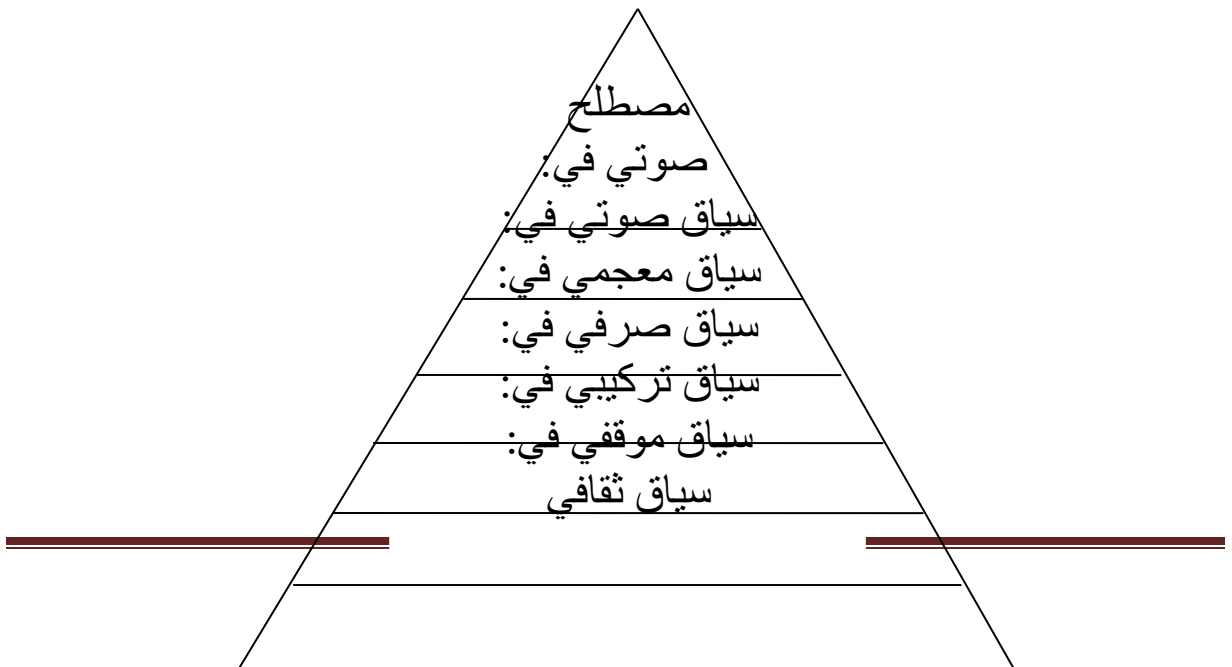 مصطلح
صوتي في:
سياق صوتي في:
سياق معجمي في:
سياق صرفي في:
سياق تركيبي في:
سياق موقفي في:
سياق ثقافي